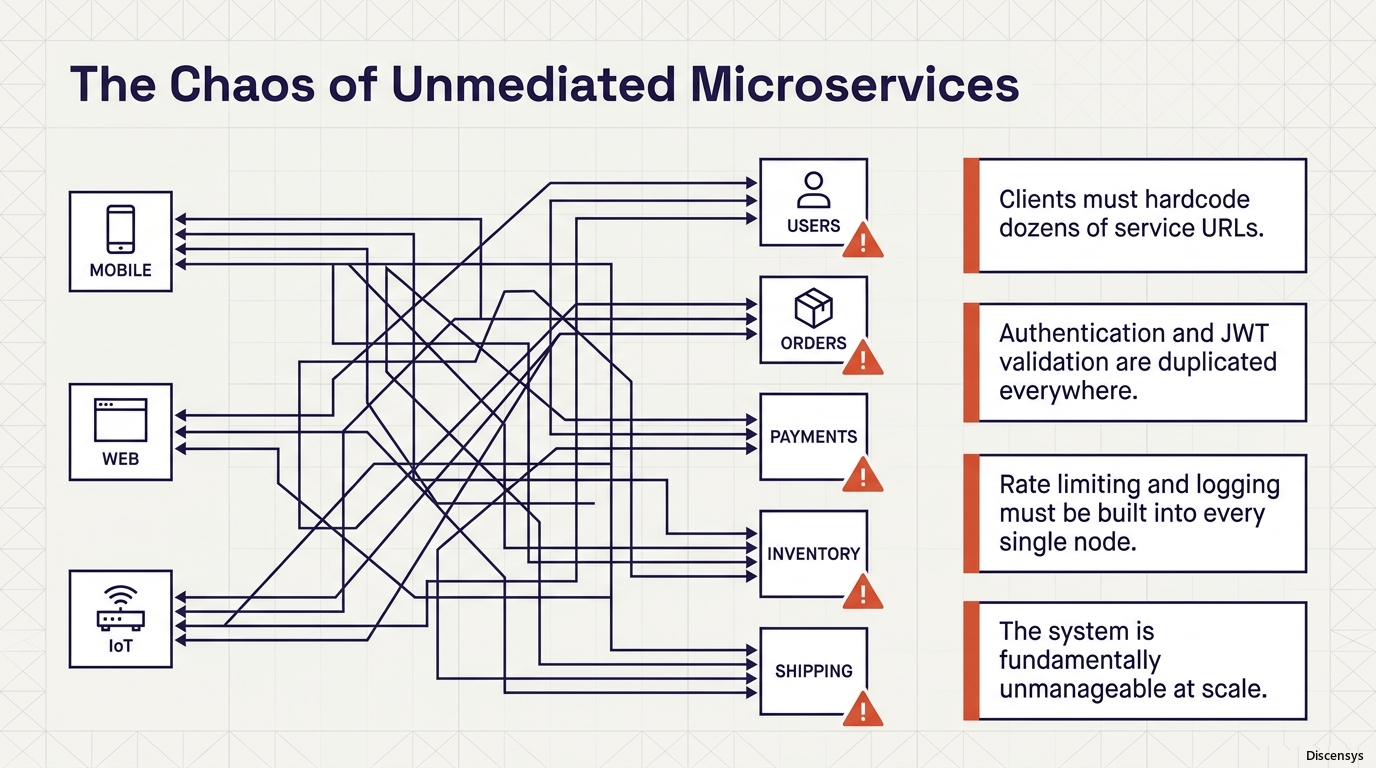 The Chaos of Unmediated Microservices
MOBILE
WEB
IoT
USERS
!
ORDERS
!
PAYMENTS
!
INVENTORY
!
SHIPPING
!
Clients must hardcode
dozens of service URLs.
Authentication and JWT
validation are duplicated
everywhere.
Rate limiting and logging
must be built into every
single node.
The system is
fundamentally
unmanageable at scale.
Discensys